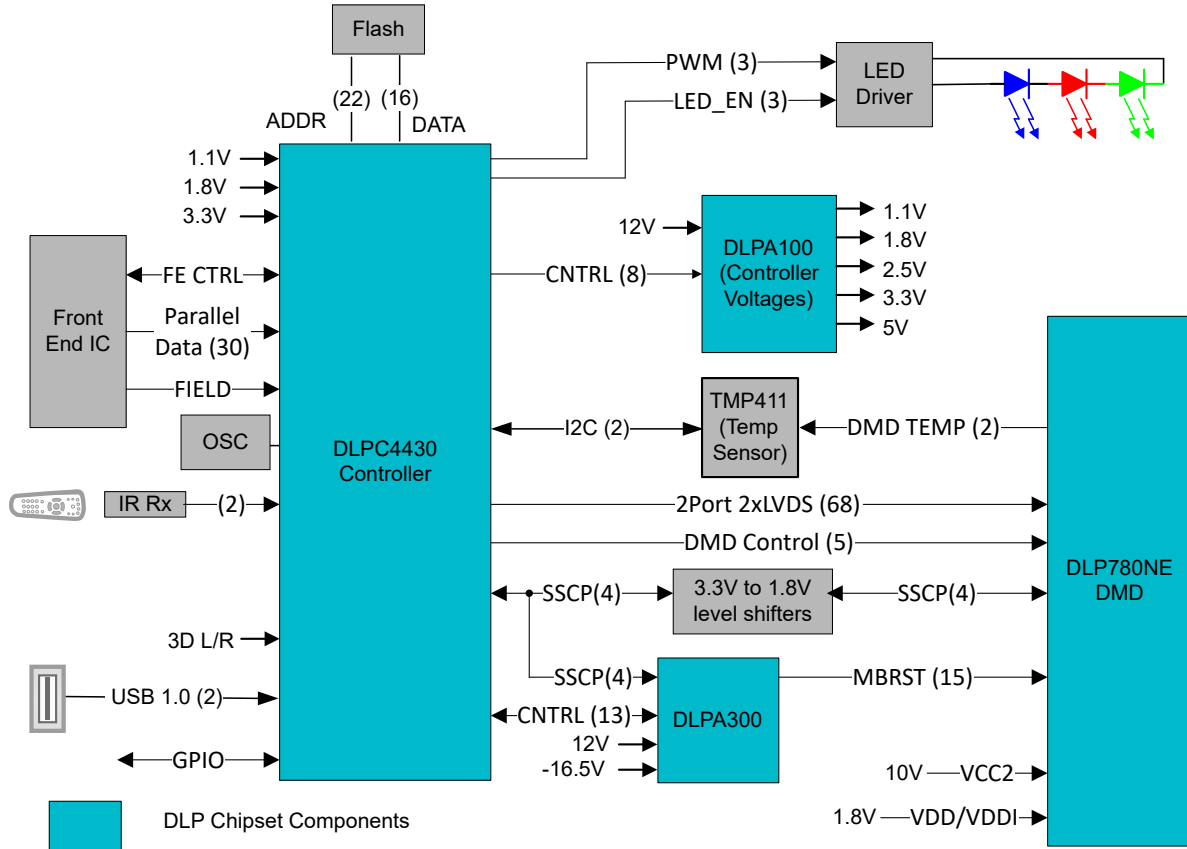 Flash
(22)
(16)
ADDR
DATA
PWM (3)
LED_EN (3)
LED
Driver
1.1V
1.8V
3.3V
12V
DLPA100
(Controller
Voltages)
1.1V
1.8V
2.5V
3.3V
5V
CNTRL (8)
Front
End IC
FE CTRL
Parallel
Data (30)
FIELD
OSC
DLPC4430
Controller
I2C (2)
TMP411
(Temp
Sensor)
DMD TEMP (2)
IR Rx
(2)
2Port 2xLVDS (68)
DMD Control (5)
DLP780NE
DMD
SSCP(4)
3.3V to 1.8V
level shifters
SSCP(4)
3D L/R
SSCP(4)
MBRST (15)
USB 1.0 (2)
CNTRL (13)
DLPA300
12V
-16.5V
GPIO
10V
VCC2
1.8V
VDD/VDDI
DLP Chipset Components